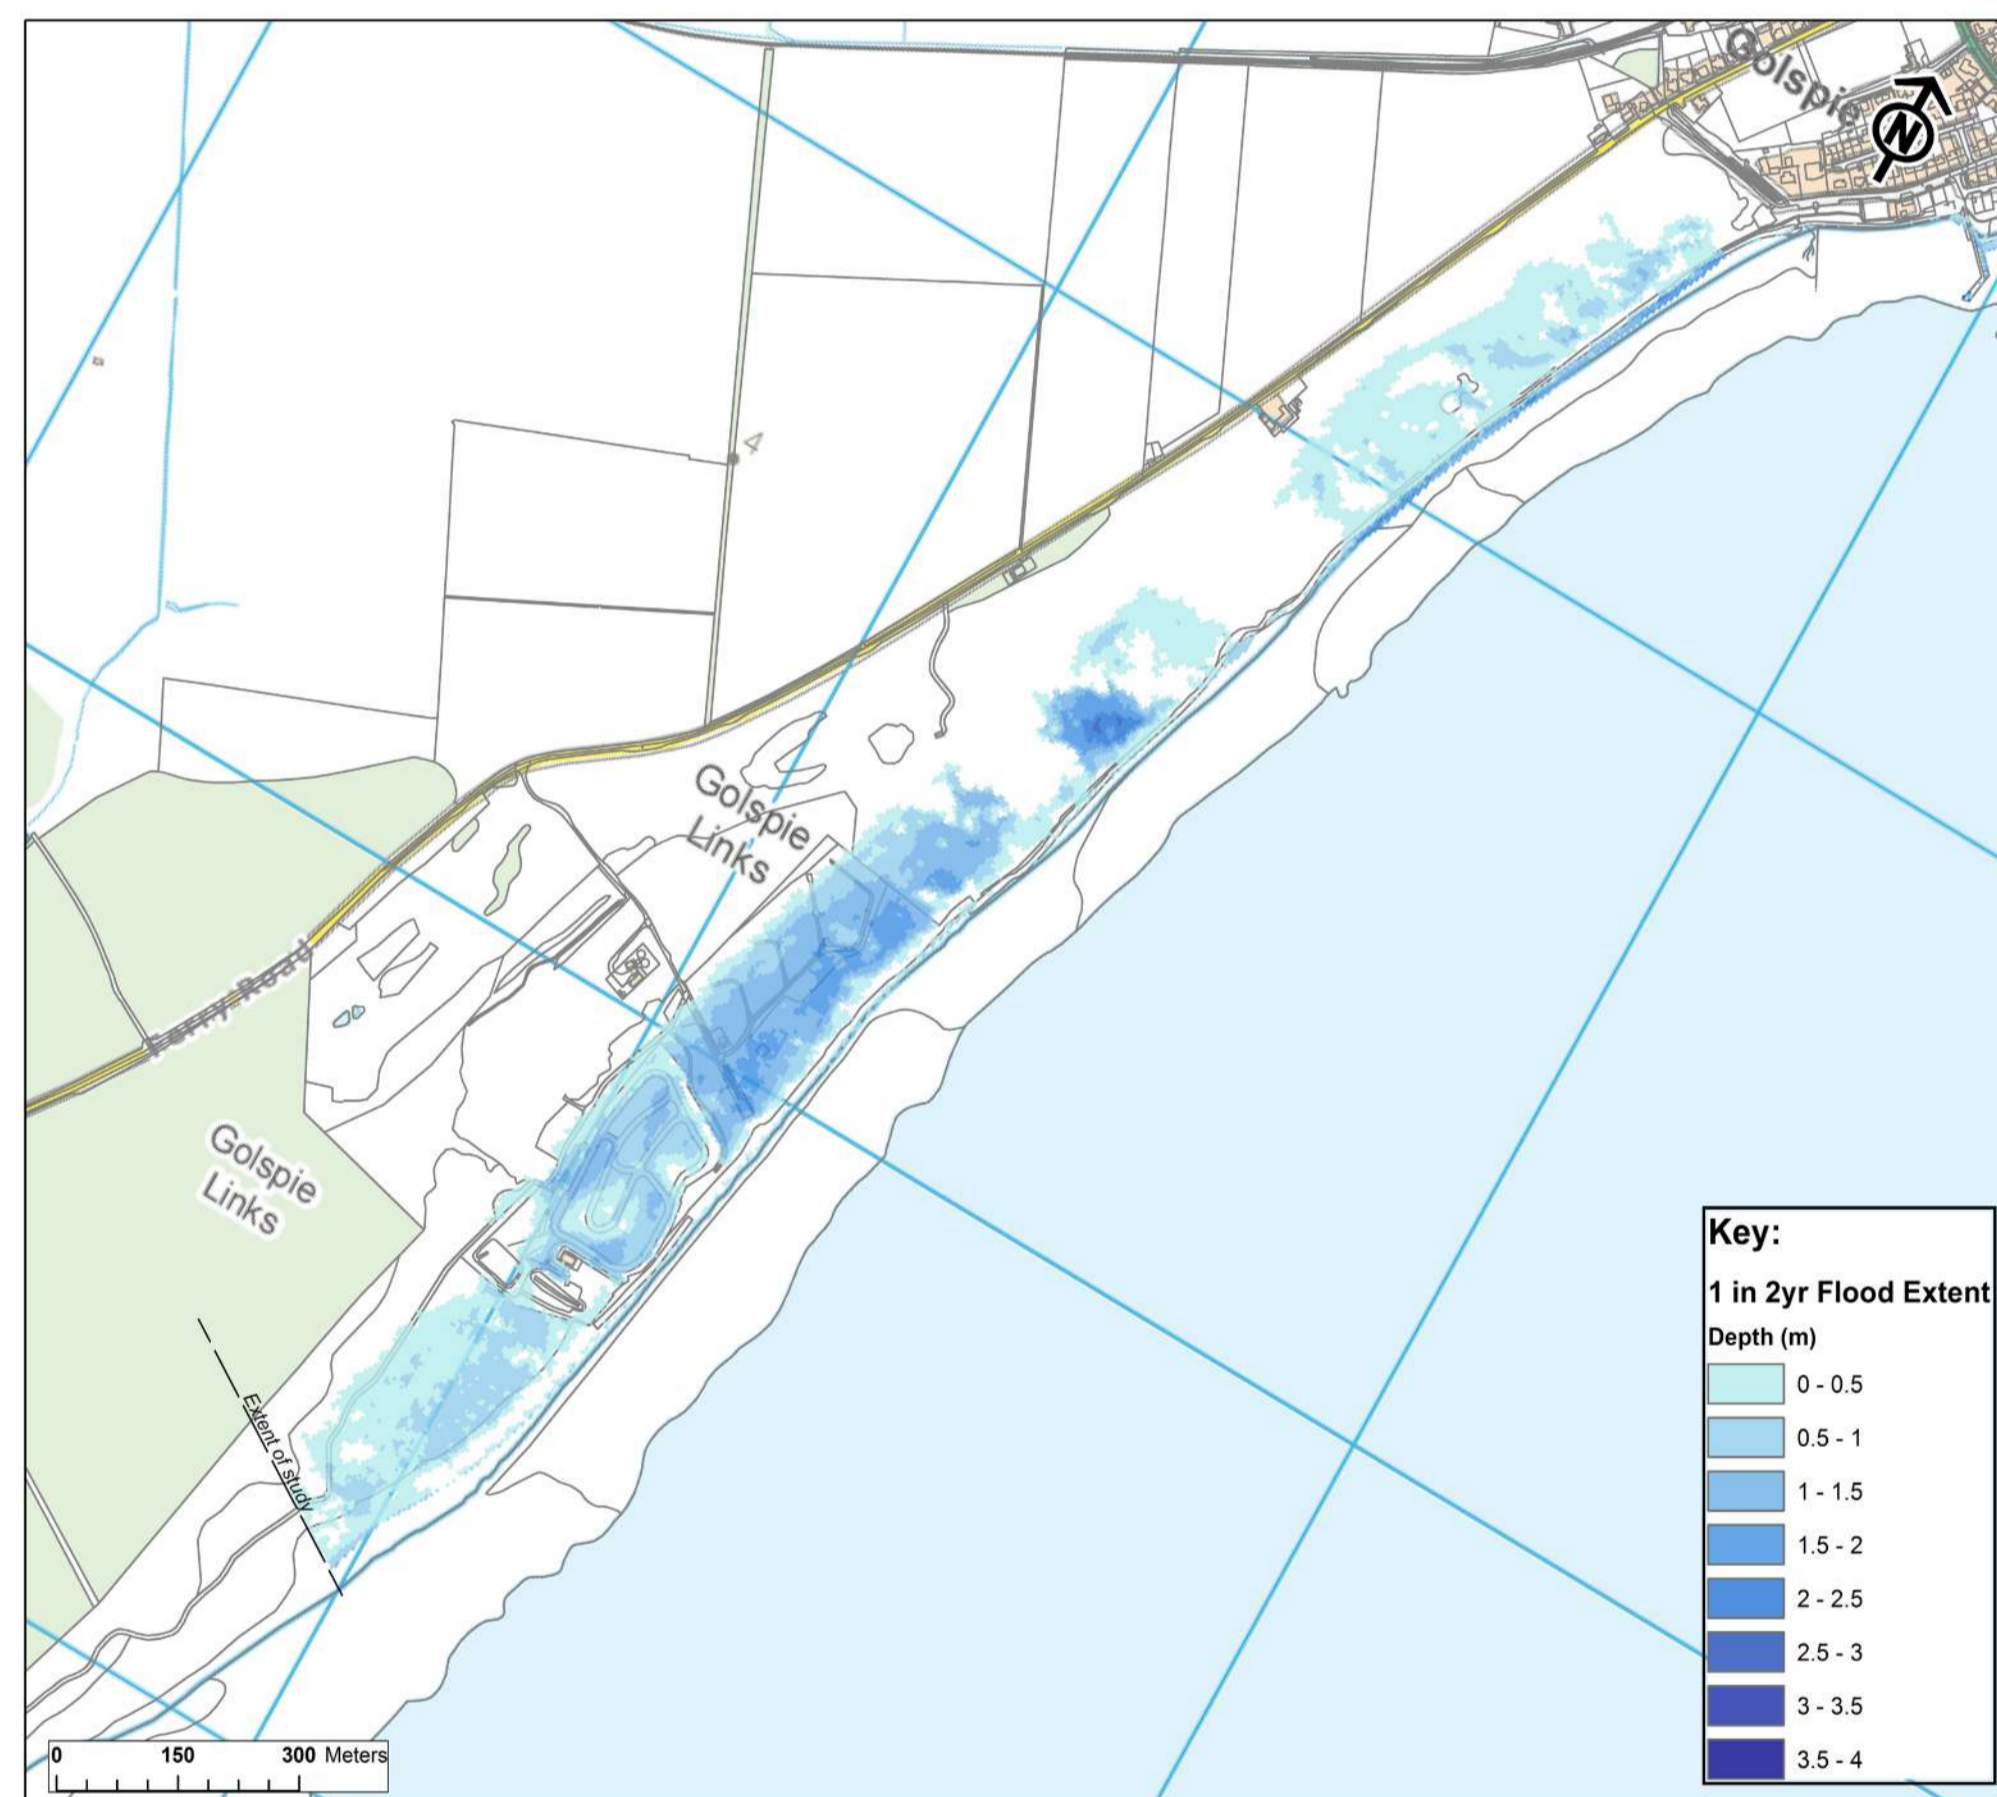 Golspie
N
4
Golspie
Links
Ferry Road
Golspie
Links
Extent of study
Key:
1 in 2yr Flood Extent
Depth (m)
0 - 0.5
0.5 - 1
1 - 1.5
1.5 - 2
2 - 2.5
2.5 - 3
3 - 3.5
3.5 - 4
0 150 300 Meters